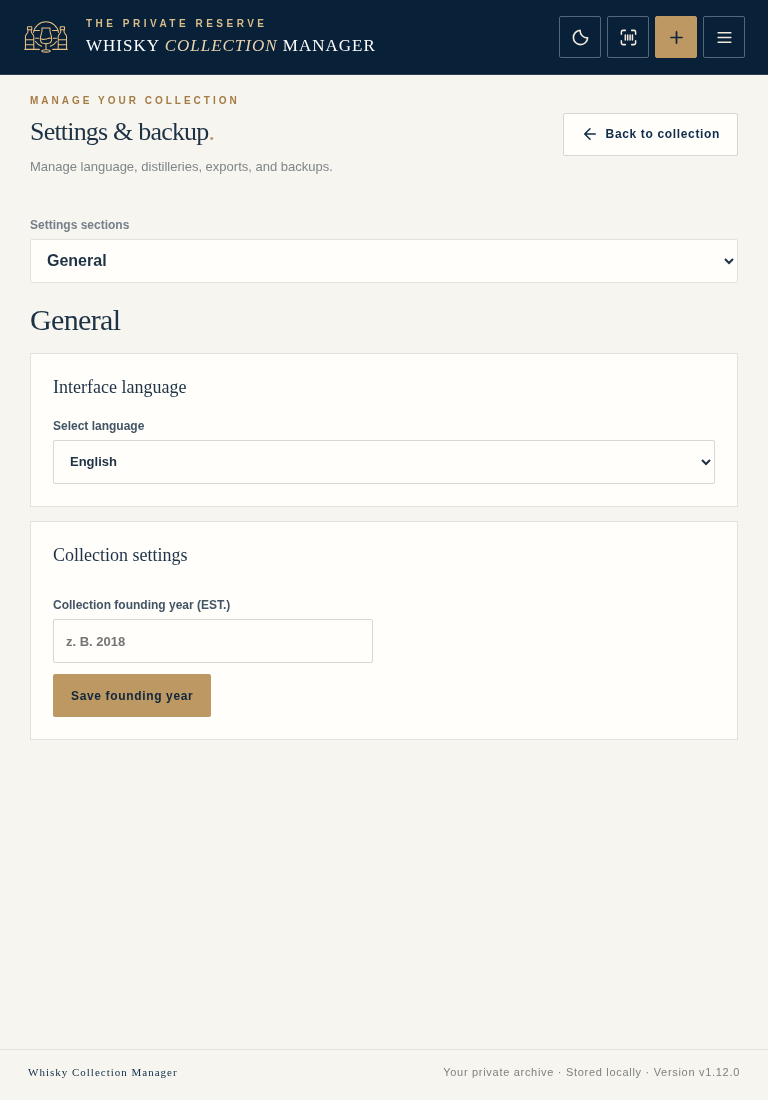 THE PRIVATE RESERVE
WHISKY COLLECTION MANAGER
MANAGE YOUR COLLECTION
Settings & backup.
Manage language, distilleries, exports, and backups.
Back to collection
Settings sections
General
General
Interface language
Select language
English
Collection settings
Collection founding year (EST.)
z. B. 2018
Save founding year
Whisky Collection Manager
Your private archive · Stored locally · Version v1.12.0